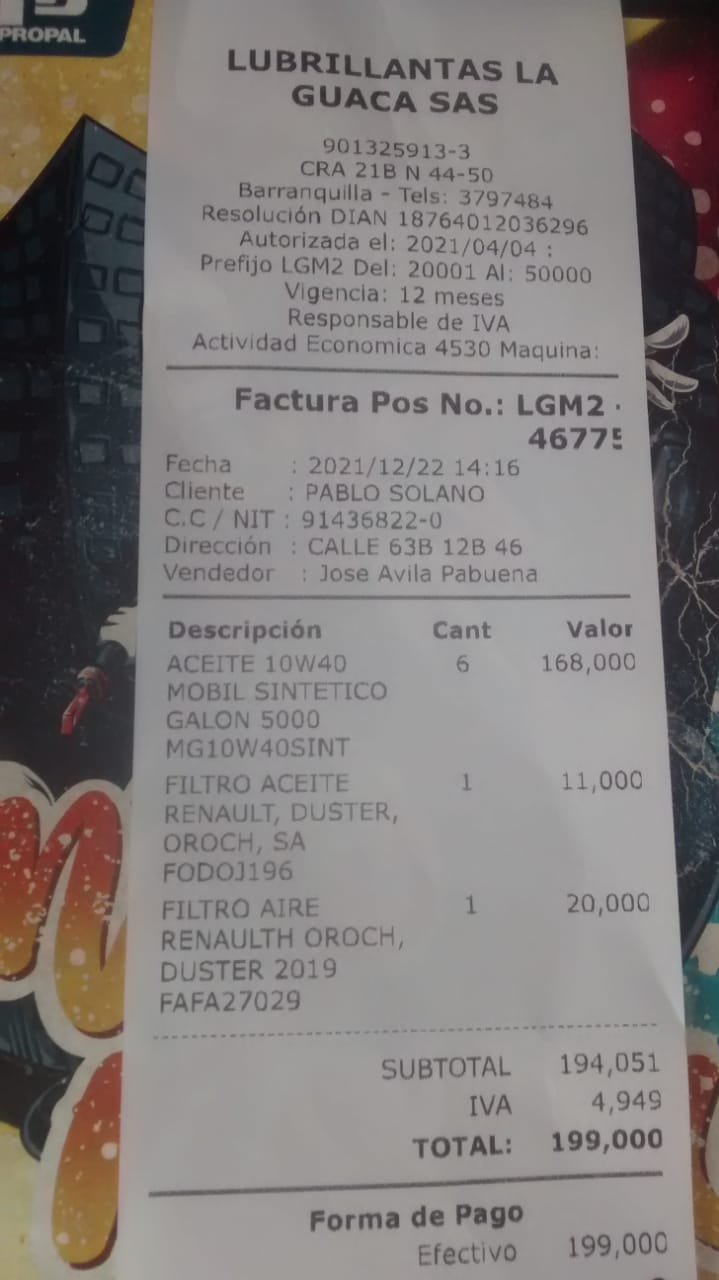 PROPAL
LUBRILLANTAS LA
GUACA SAS
901325913-3
CRA 21B N 44-50
Barranquilla - Tels: 3797484
Resolución DIAN 18764012036296
Autorizada el: 2021/04/04 :
Prefijo LGM2 Del: 20001 Al: 50000
Vigencia: 12 meses
Responsable de IVA
Actividad Economica 4530 Maquina:
Factura Pos No.: LGM2 -
46775
Fecha : 2021/12/22 14:16
Cliente : PABLO SOLANO
C.C / NIT : 91436822-0
Dirección : CALLE 63B 12B 46
Vendedor : Jose Avila Pabuena
Descripción Cant Valor
ACEITE 10W40 6 168,000
MOBIL SINTETICO
GALON 5000
MG10W40SINT
FILTRO ACEITE 1 11,000
RENAULT, DUSTER,
OROCH, SA
FODOJ196
FILTRO AIRE 1 20,000
RENAULTH OROCH,
DUSTER 2019
FAFA27029
SUBTOTAL 194,051
IVA 4,949
TOTAL: 199,000
Forma de Pago
Efectivo 199,000